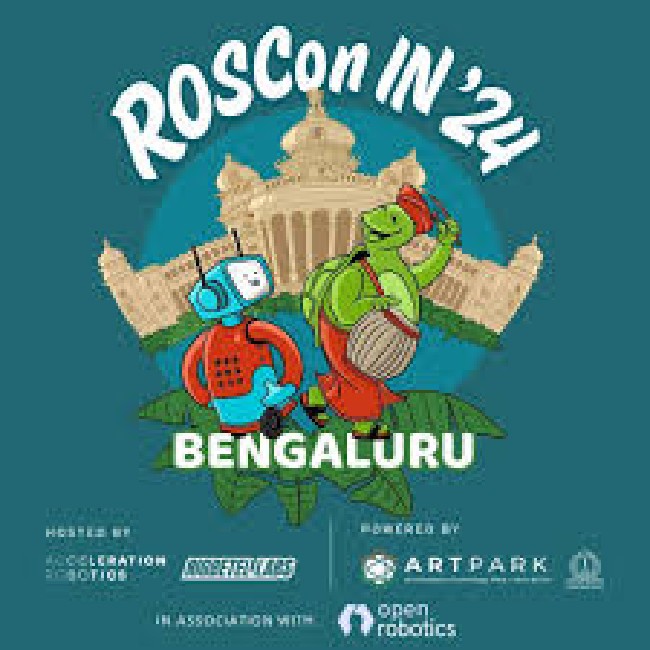 ROSCon IN '24
BENGALURU
HOSTED BY
ACCELERATION
ROBOTICS
POWERED BY
ARTPARK
IN ASSOCIATION WITH
open
robotics